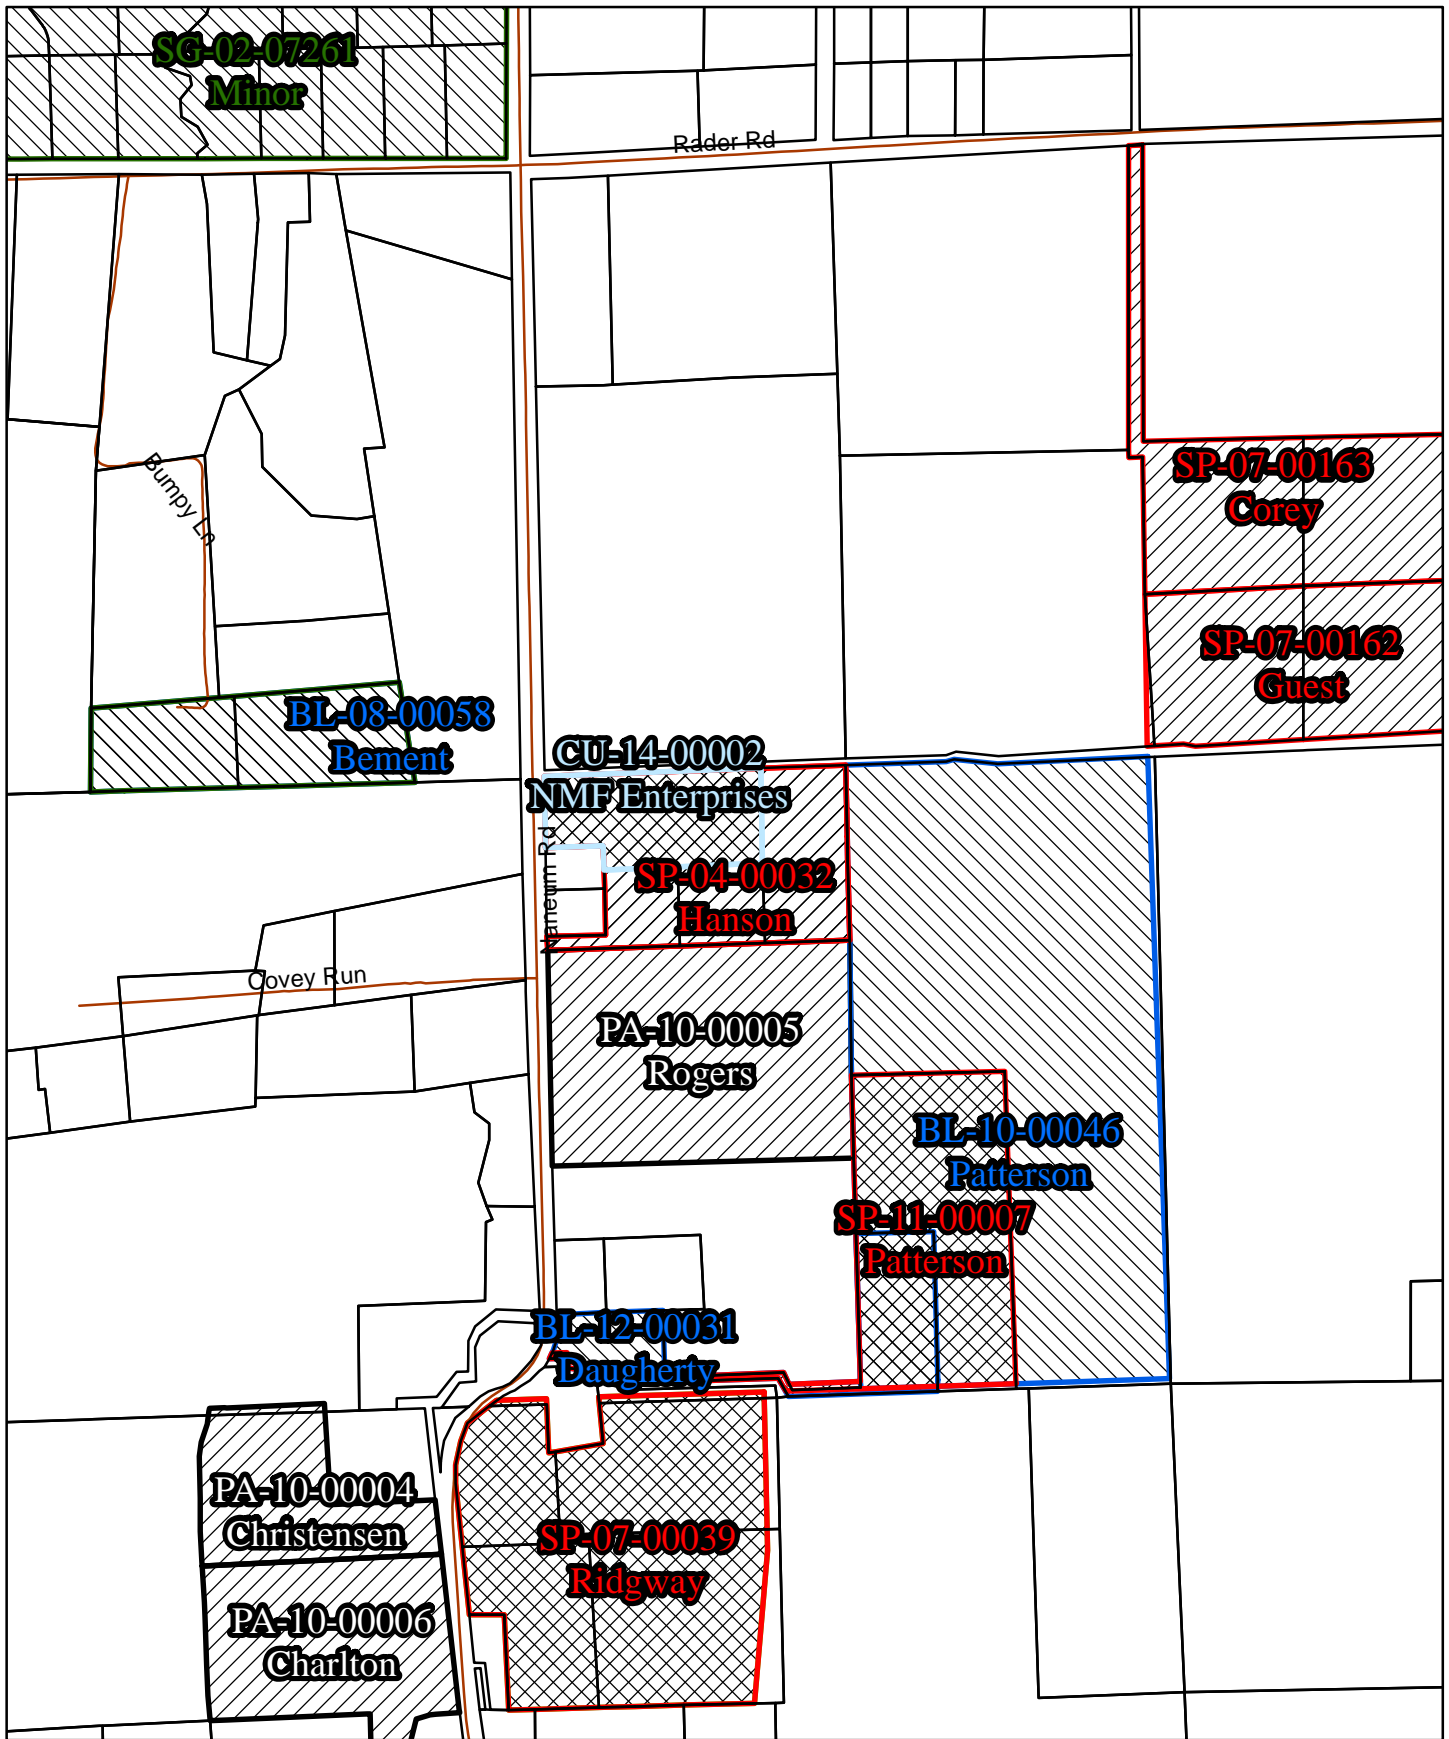 SG-02-07261
Minor
Rader Rd
Bumpy Ln
SP-07-00163
Corey
SP-07-00162
Guest
BL-08-00058
Bement
CU-14-00002
NMF Enterprises
Naneum Rd
SP-04-00032
Hanson
Covey Run
PA-10-00005
Rogers
BL-10-00046
Patterson
SP-11-00007
Patterson
BL-12-00031
Daugherty
PA-10-00004
Christensen
SP-07-00039
Ridgway
PA-10-00006
Charlton